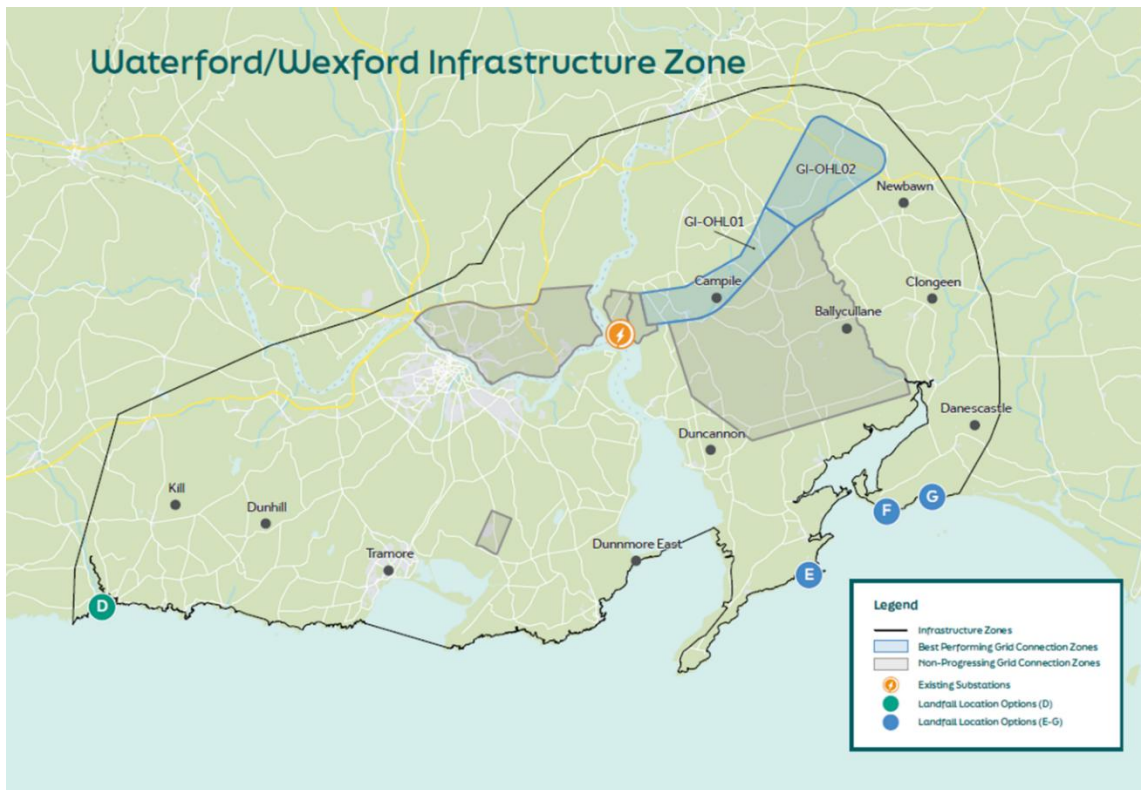 Waterford/Wexford Infrastructure Zone
GI-OHL02
Newbawn
GI-OHL01
Campile
Clongeen
Ballycullane
Danescastle
Duncannon
Kill
Dunhill
G
F
Tramore
Dunnmore East
E
D
Legend
Infrastructure Zones
Best Performing Grid Connection Zones
Non-Progressing Grid Connection Zones
Existing Substations
Landfall Location Options (D)
Landfall Location Options (E-G)